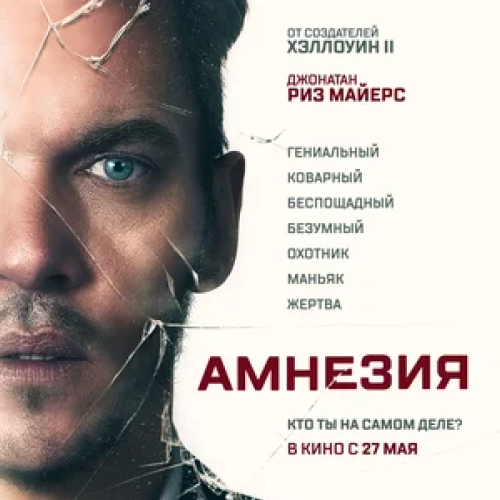 ОТ СОЗДАТЕЛЕЙ
ХЭЛЛОУИН II
ДЖОНАТАН
РИЗ МАЙЕРС
ГЕНИАЛЬНЫЙ
КОВАРНЫЙ
БЕСПОЩАДНЫЙ
БЕЗУМНЫЙ
ОХОТНИК
МАНЬЯК
ЖЕРТВА
АМНЕЗИЯ
КТО ТЫ НА САМОМ ДЕЛЕ?
В КИНО С 27 МАЯ